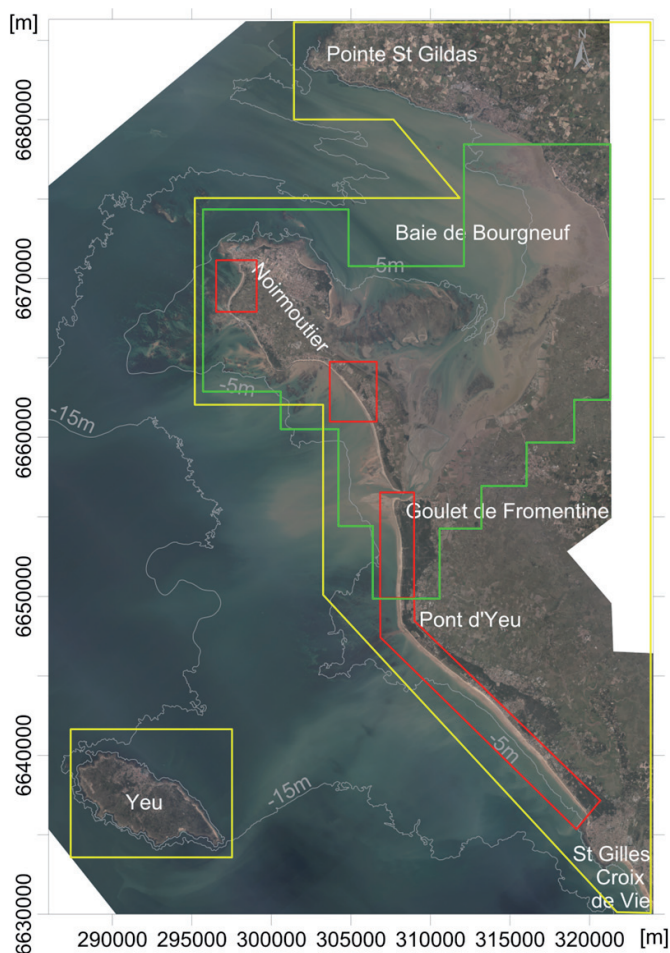 [m]
Pointe St Gildas
6680000
Baie de Bourgneuf
5m
6670000
Noirmoutier
-5m
-15m
6660000
Goulet de Fromentine
6650000
Pont d'Yeu
-5m
6640000
-15m
Yeu
St Gilles
Croix
de Vie
6630000
290000 295000 300000 305000 310000 315000 320000 [m]